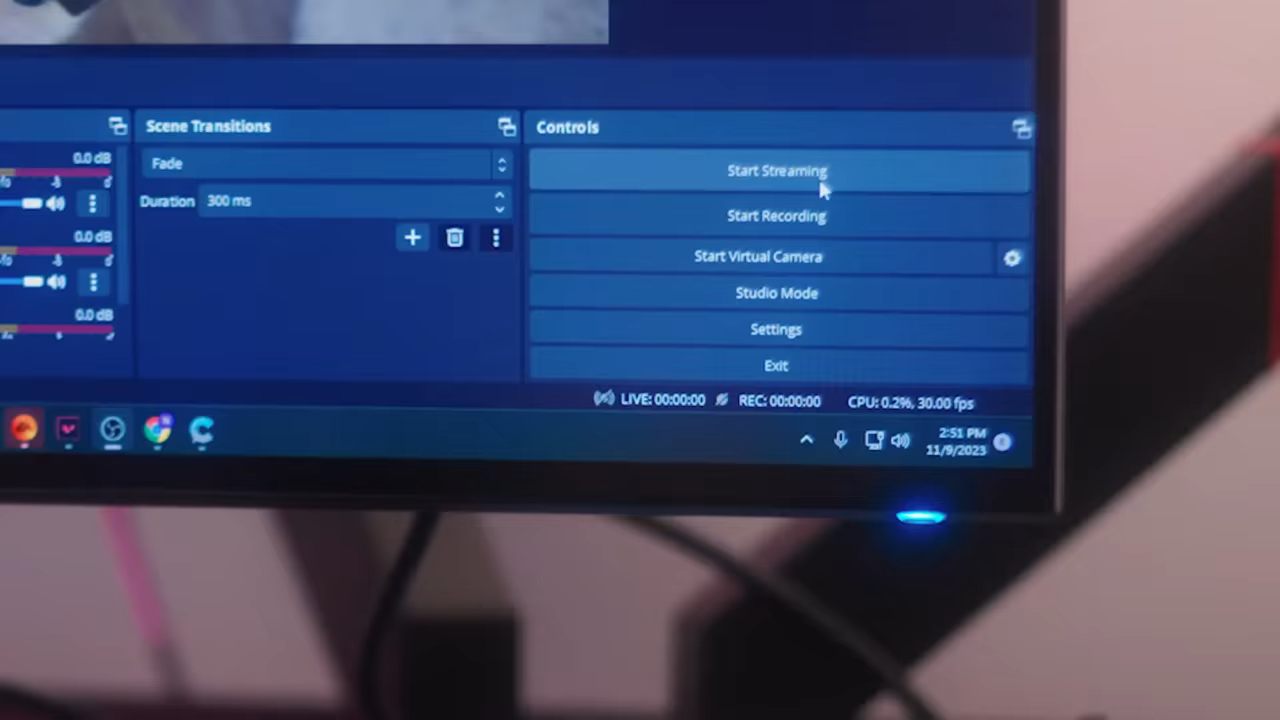 Scene Transitions
Controls
0.0 dB
Fade
Start Streaming
Duration 300 ms
Start Recording
0.0 dB
Start Virtual Camera
Studio Mode
0.0 dB
Settings
Exit
LIVE: 00:00:00 REC: 00:00:00 CPU: 0.2%, 30.00 fps
2:51 PM
11/9/2023